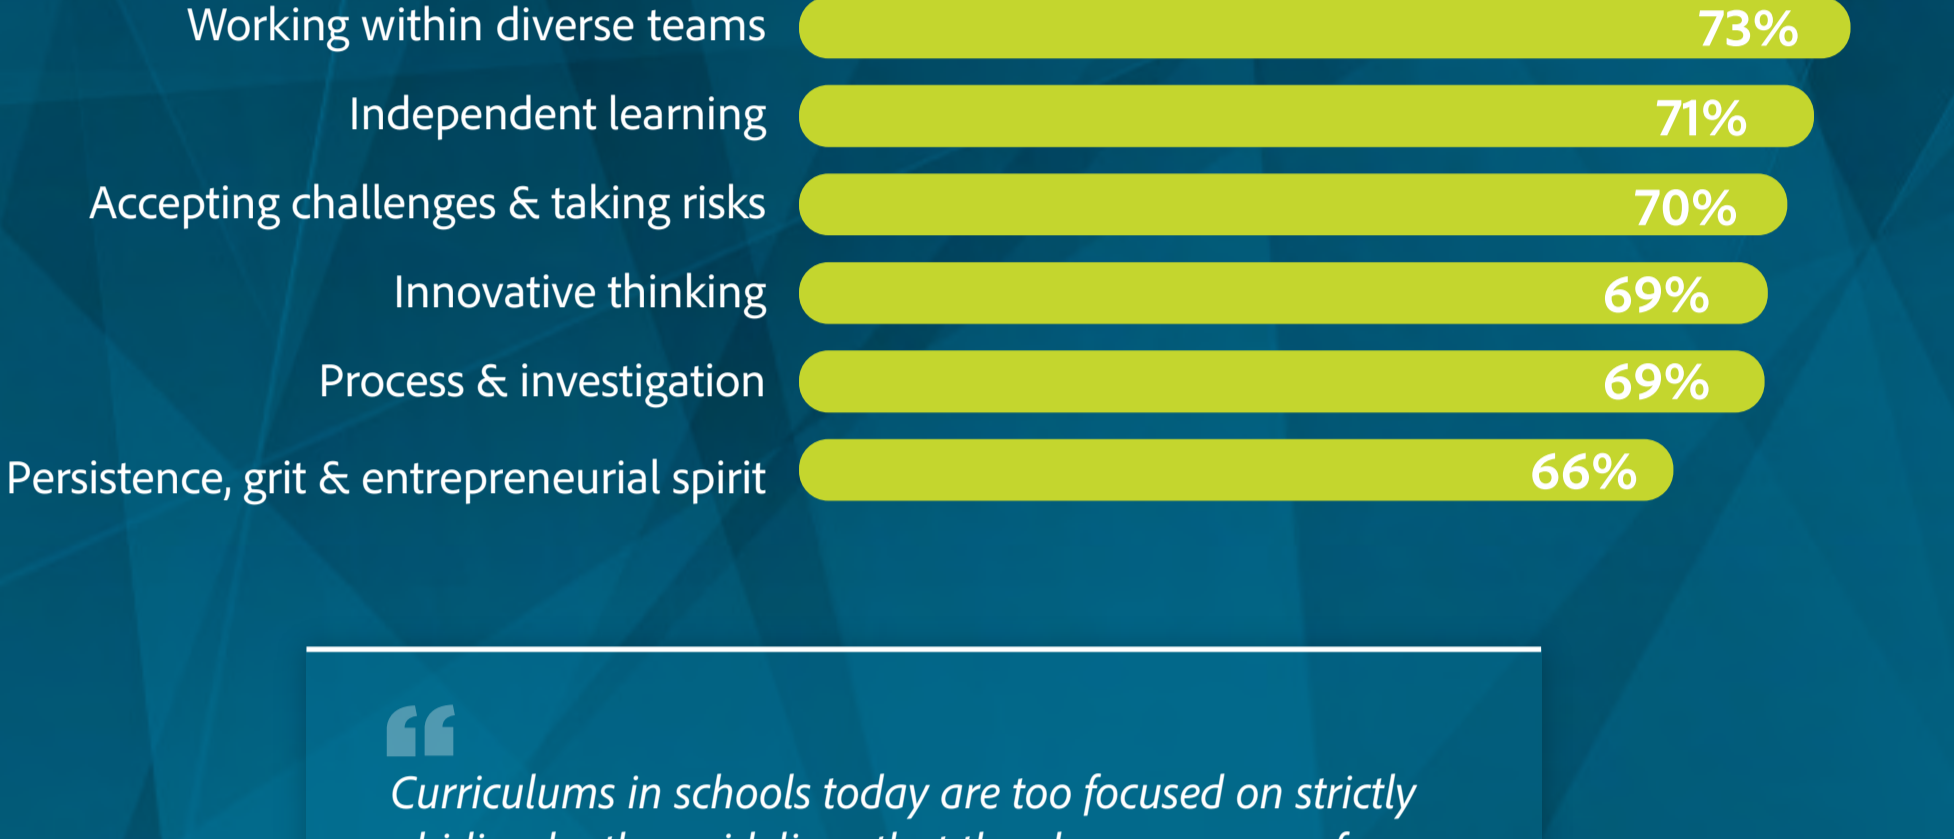 Working within diverse teams 73%
Independent learning 71%
Accepting challenges & taking risks 70%
Innovative thinking 69%
Process & investigation 69%
Persistence, grit & entrepreneurial spirit 66%
“
Curriculums in schools today are too focused on strictly